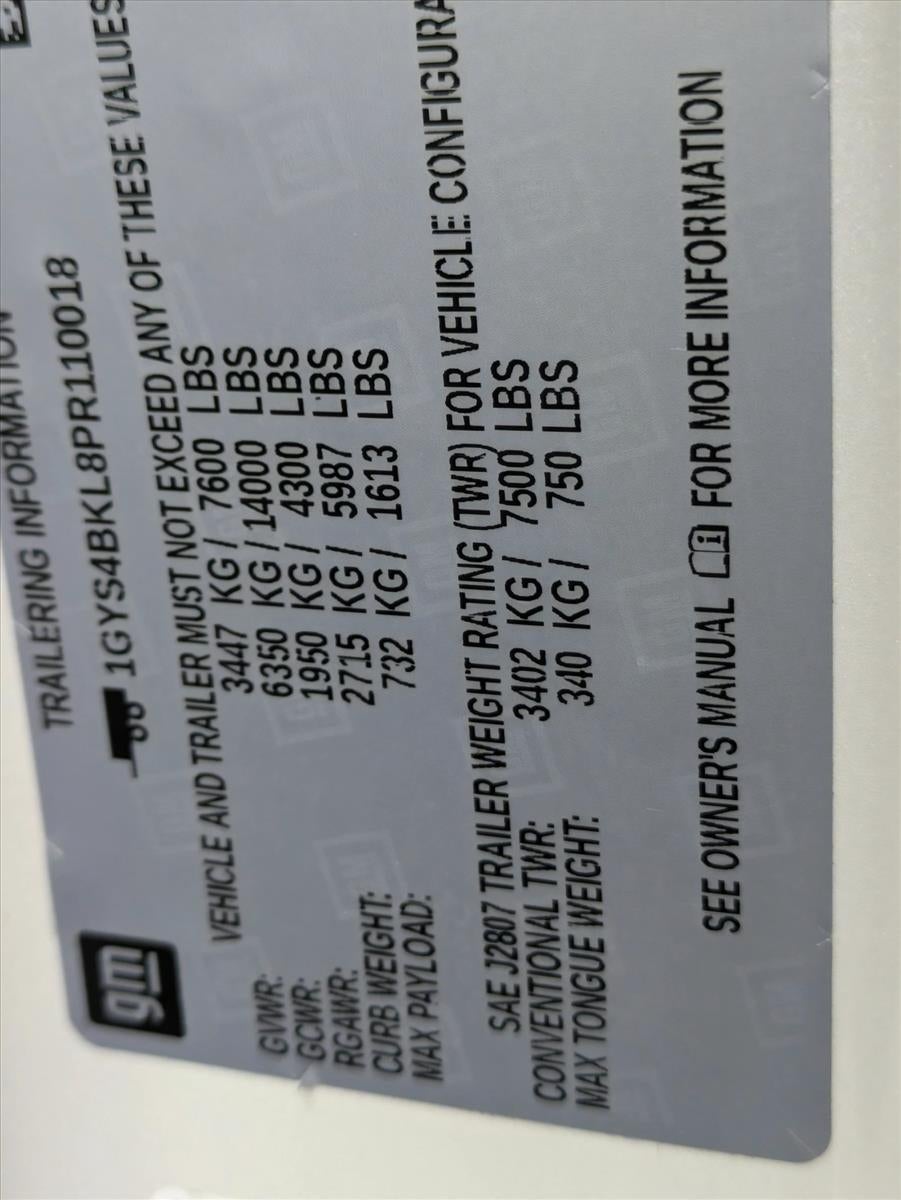 gm
TRAILERING INFORMATION
1GYS4BKL8PR110018
VEHICLE AND TRAILER MUST NOT EXCEED ANY OF THESE VALUES
GVWR: 3447 KG / 7600 LBS
GCWR: 6350 KG / 14000 LBS
RGAWR: 1950 KG / 4300 LBS
CURB WEIGHT: 2715 KG / 5987 LBS
MAX PAYLOAD: 732 KG / 1613 LBS
SAE J2807 TRAILER WEIGHT RATING (TWR) FOR VEHICLE CONFIGURA
CONVENTIONAL TWR: 3402 KG / 7500 LBS
MAX TONGUE WEIGHT: 340 KG / 750 LBS
SEE OWNER'S MANUAL FOR MORE INFORMATION